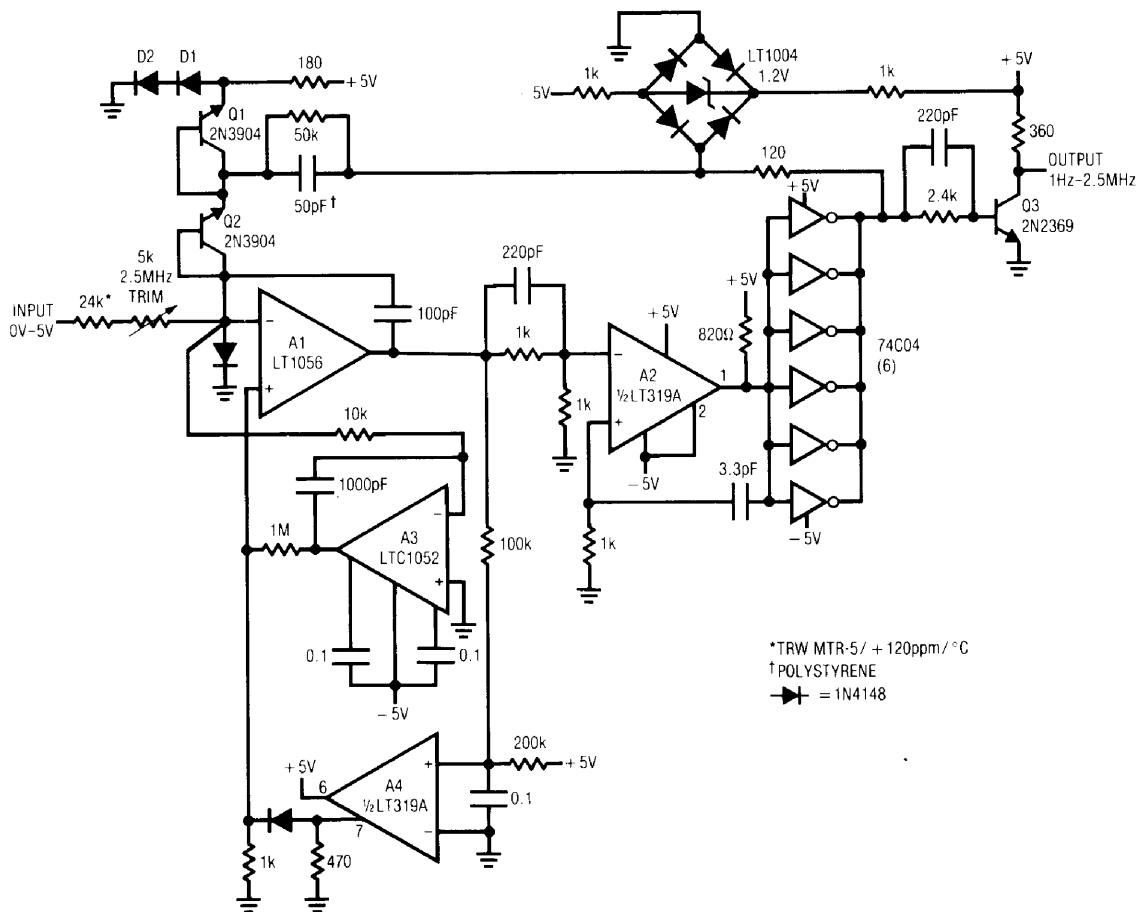 D2
D1
180
+5V
Q1
2N3904
50k
50pF†
Q2
2N3904
5k
2.5MHz
TRIM
INPUT
0V–5V
24k*
–
A1
LT1056
+
100pF
5V
1k
LT1004
1.2V
1k
+5V
360
OUTPUT
1Hz–2.5MHz
220pF
2.4k
Q3
2N2369
120
+5V
220pF
1k
1k
–
A2
½LT319A
+
+5V
–5V
1
2
+5V
820Ω
74C04
(6)
3.3pF
–5V
1k
10k
1000pF
1M
–
A3
LTC1052
+
0.1
0.1
–5V
100k
200k
+5V
0.1
+5V
6
+
A4
½LT319A
–
7
1k
470
*TRW MTR-5/ +120ppm/°C
†POLYSTYRENE
= 1N4148